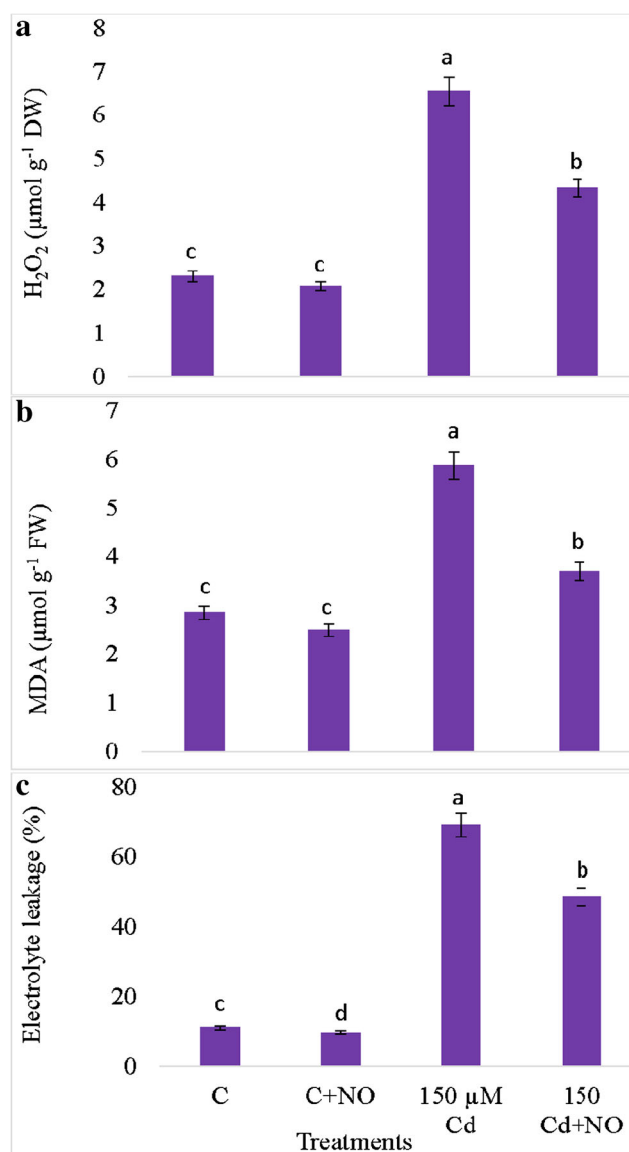 a
H₂O₂ (µmol g⁻¹ DW)
8
7
6
5
4
3
2
1
0
c
c
a
b
b
MDA (µmol g⁻¹ FW)
7
6
5
4
3
2
1
0
c
c
a
b
c
Electrolyte leakage (%)
80
60
40
20
0
c
d
a
b
C
C+NO
150 µM
Cd
150
Cd+NO
Treatments